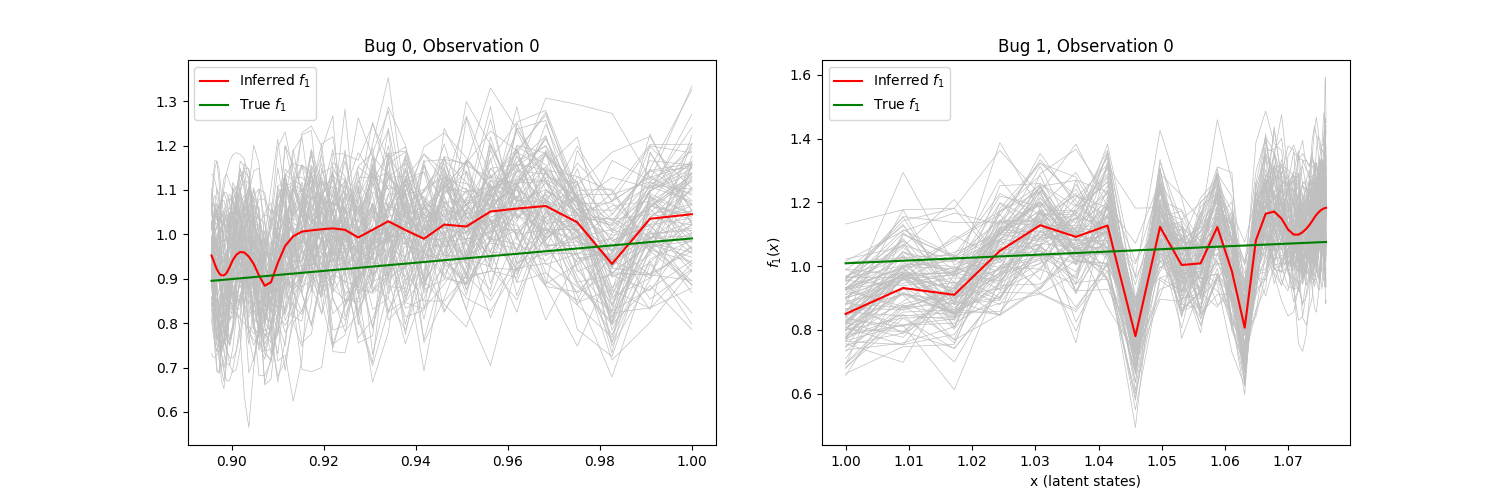 Bug 0, Observation 0
Inferred f₁
True f₁
1.3
1.2
1.1
1.0
0.9
0.8
0.7
0.6
0.90 0.92 0.94 0.96 0.98 1.00
Bug 1, Observation 0
Inferred f₁
True f₁
f₁(x)
1.6
1.4
1.2
1.0
0.8
0.6
1.00 1.01 1.02 1.03 1.04 1.05 1.06 1.07
x (latent states)